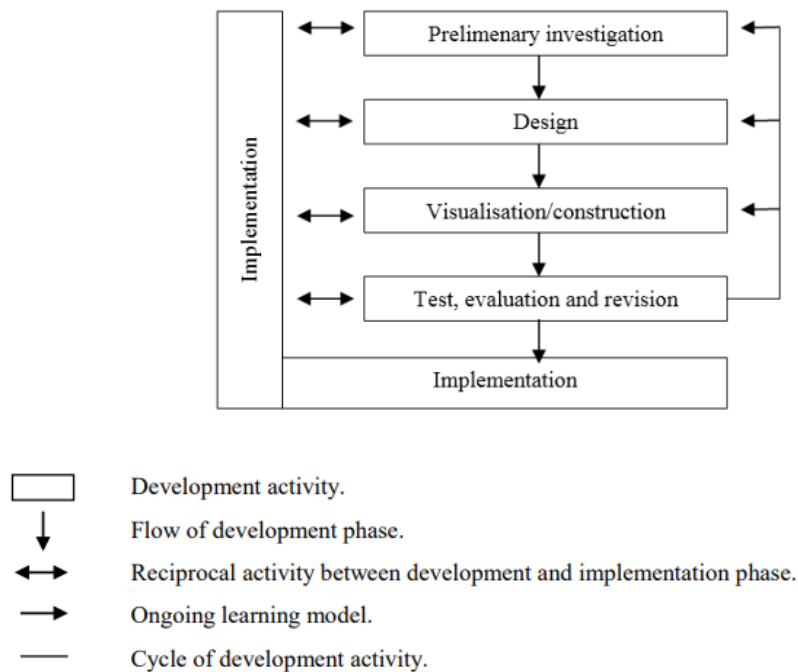 Prelimenary investigation
Design
Visualisation/construction
Test, evaluation and revision
Implementation
Implementation
Development activity.
Flow of development phase.
Reciprocal activity between development and implementation phase.
Ongoing learning model.
Cycle of development activity.